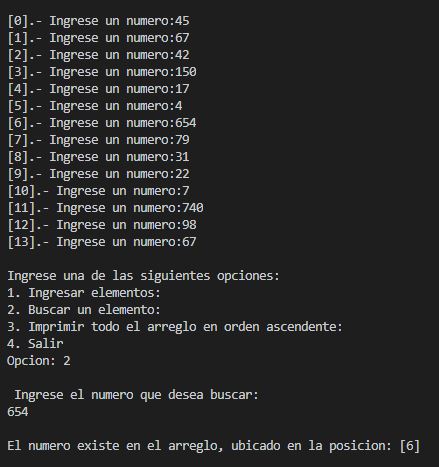 [0].- Ingrese un numero:45
[1].- Ingrese un numero:67
[2].- Ingrese un numero:42
[3].- Ingrese un numero:150
[4].- Ingrese un numero:17
[5].- Ingrese un numero:4
[6].- Ingrese un numero:654
[7].- Ingrese un numero:79
[8].- Ingrese un numero:31
[9].- Ingrese un numero:22
[10].- Ingrese un numero:7
[11].- Ingrese un numero:740
[12].- Ingrese un numero:98
[13].- Ingrese un numero:67
Ingrese una de las siguientes opciones:
1. Ingresar elementos:
2. Buscar un elemento:
3. Imprimir todo el arreglo en orden ascendente:
4. Salir
Opcion: 2
Ingrese el numero que desea buscar:
654
El numero existe en el arreglo, ubicado en la posicion: [6]